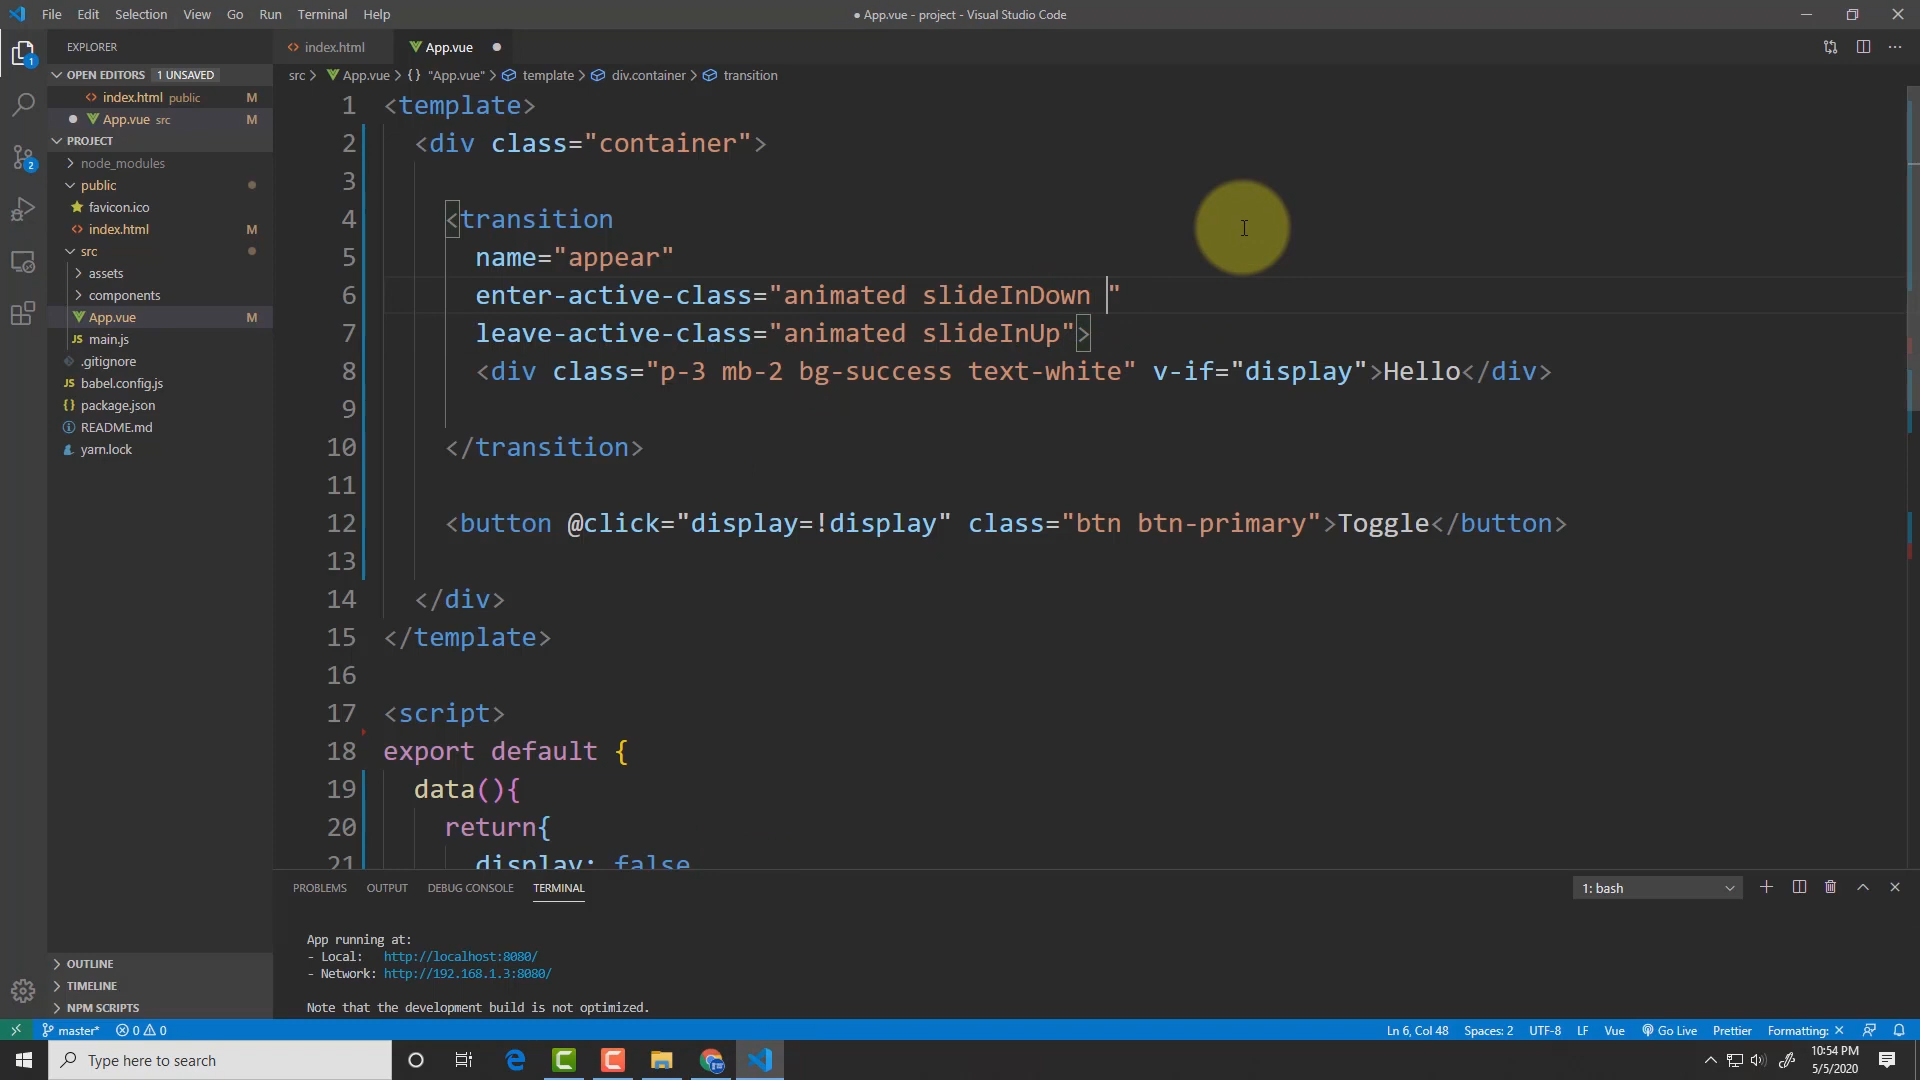 File Edit Selection View Go Run Terminal Help
● App.vue - project - Visual Studio Code
EXPLORER
OPEN EDITORS 1 UNSAVED
index.html public M
App.vue src M
PROJECT
node_modules
public
favicon.ico
index.html M
src
assets
components
App.vue M
JS main.js
.gitignore
JS babel.config.js
{} package.json
README.md
yarn.lock
OUTLINE
TIMELINE
NPM SCRIPTS
index.html App.vue
src > App.vue > {} "App.vue" > template > div.container > transition
1 <template>
2 <div class="container">
3
4 <transition
5 name="appear"
6 enter-active-class="animated slideInDown "
7 leave-active-class="animated slideInUp">
8 <div class="p-3 mb-2 bg-success text-white" v-if="display">Hello</div>
9
10 </transition>
11
12 <button @click="display=!display" class="btn btn-primary">Toggle</button>
13
14 </div>
15 </template>
16
17 <script>
18 export default {
19 data(){
20 return{
21 display: false
PROBLEMS OUTPUT DEBUG CONSOLE TERMINAL
1: bash
App running at:
- Local: http://localhost:8080/
- Network: http://192.168.1.3:8080/
Note that the development build is not optimized.
master* 0 0
Ln 6, Col 48 Spaces: 2 UTF-8 LF Vue Go Live Prettier Formatting: ×
Type here to search
10:54 PM
5/5/2020